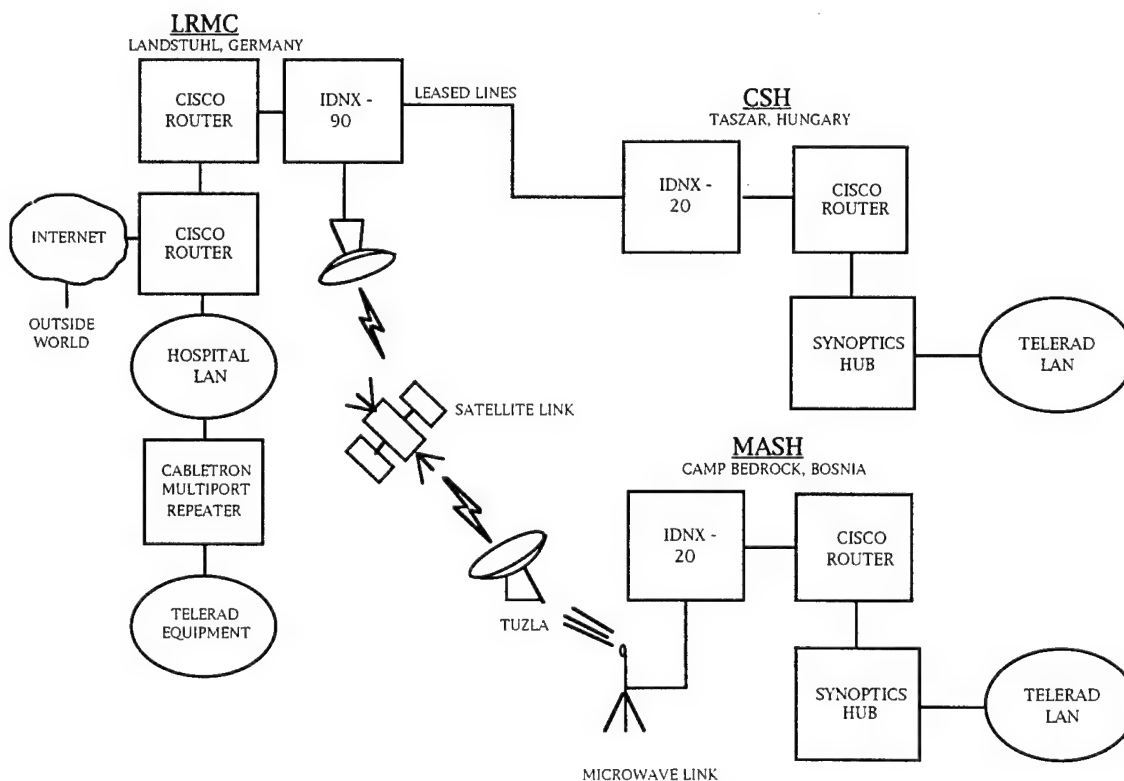 LRMC
LANDSTUHL, GERMANY
CISCO
ROUTER
IDNX -
90
LEASED LINES
CSH
TASZAR, HUNGARY
IDNX -
20
CISCO
ROUTER
INTERNET
CISCO
ROUTER
OUTSIDE
WORLD
HOSPITAL
LAN
SYNOPTICS
HUB
TELERAD
LAN
SATELLITE LINK
CABLETRON
MULTIPORT
REPEATER
MASH
CAMP BEDROCK, BOSNIA
IDNX -
20
CISCO
ROUTER
TELERAD
EQUIPMENT
TUZLA
SYNOPTICS
HUB
TELERAD
LAN
MICROWAVE LINK